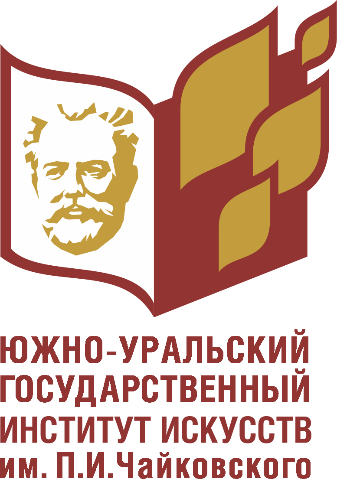 ЮЖНО-УРАЛЬСКИЙ
ГОСУДАРСТВЕННЫЙ
ИНСТИТУТ ИСКУССТВ
им. П.И.Чайковского